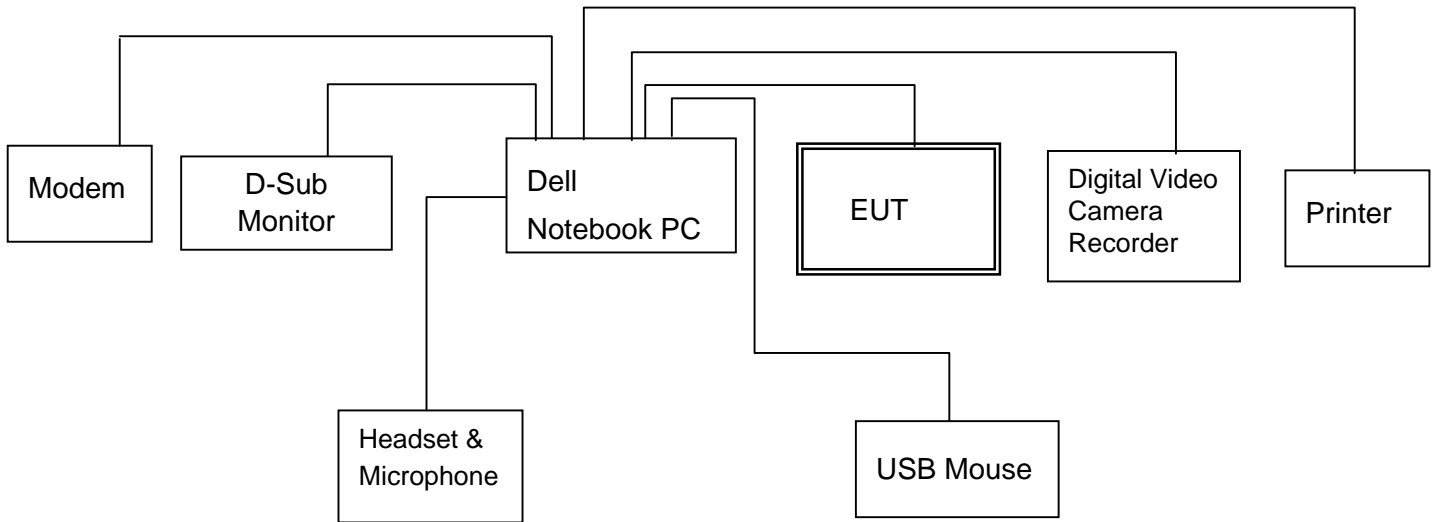 Modem
D-Sub
Monitor
Dell
Notebook PC
EUT
Digital Video
Camera
Recorder
Printer
Headset &
Microphone
USB Mouse